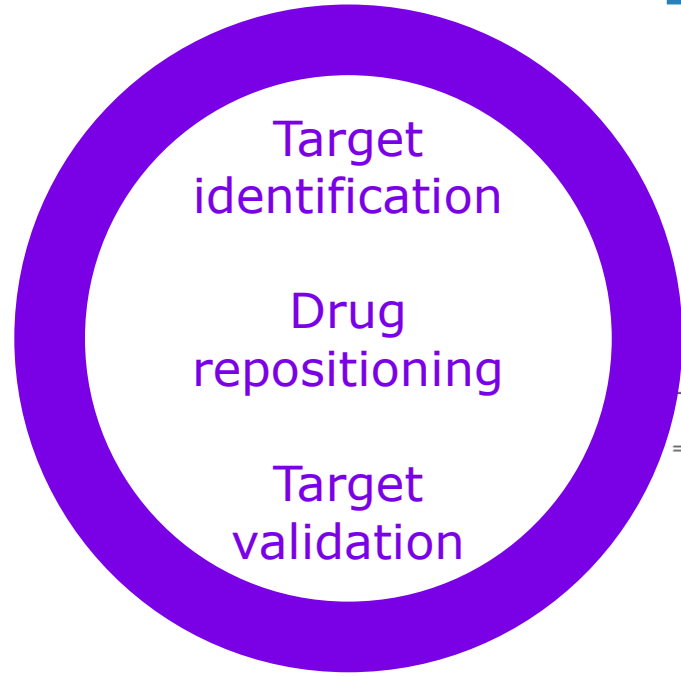 Target
identification
Drug
repositioning
Target
validation